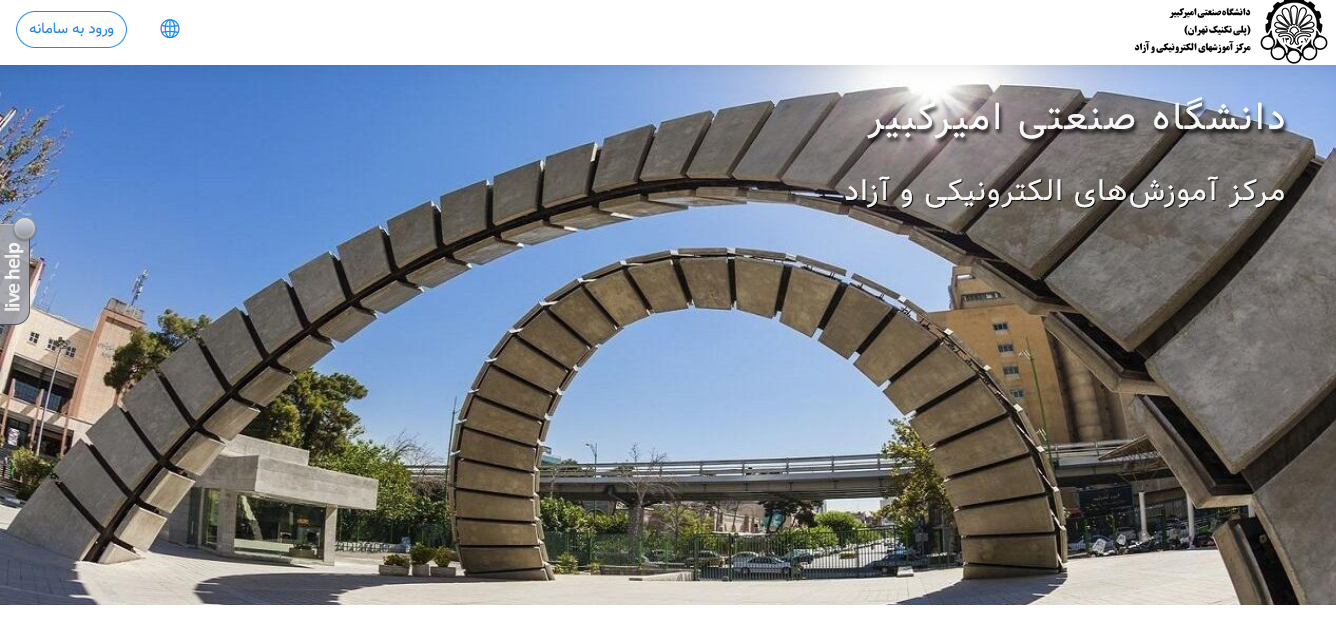 دانشگاه صنعتی امیرکبیر
(پلی تکنیک تهران)
مرکز آموزشهای الکترونیکی و آزاد
ورود به سامانه
دانشگاه صنعتی امیرکبیر
مرکز آموزش‌های الکترونیکی و آزاد
live help